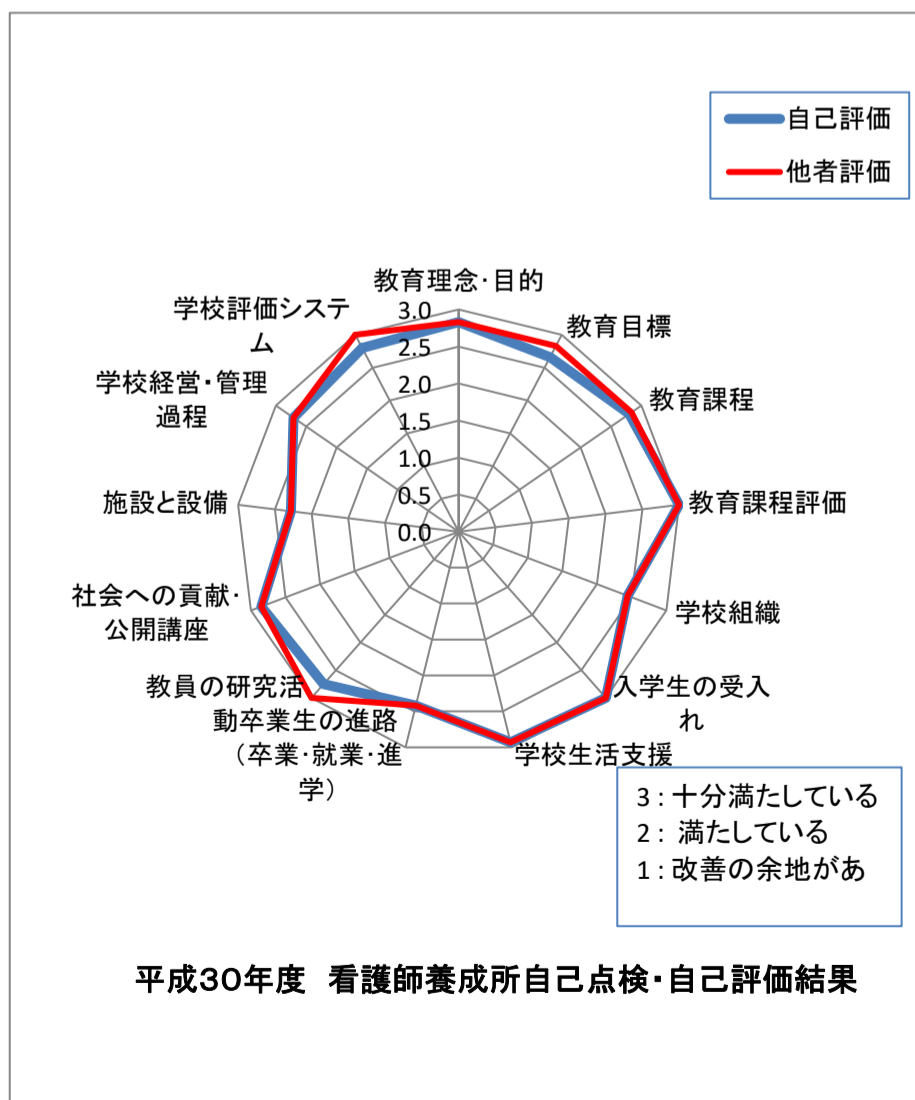 自己評価
他者評価
教育理念･目的
教育目標
教育課程
教育課程評価
学校組織
入学生の受入
れ
学校生活支援
動卒業生の進路
（卒業･就業･進
学）
教員の研究活
社会への貢献･
公開講座
施設と設備
学校経営・管理
過程
学校評価システ
ム
3.0
2.5
2.0
1.5
1.0
0.5
0.0
3 : 十分満たしている
2 : 満たしている
1 : 改善の余地があ
平成30年度 看護師養成所自己点検・自己評価結果